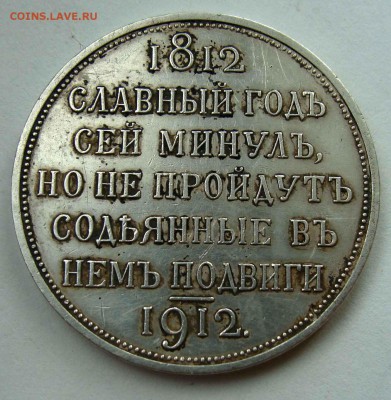 COINS.LAVE.RU
1812
СЛАВНЫЙ ГОДЪ
СЕЙ МИНУЛЪ,
НО НЕ ПРОЙДУТЪ
СОДѢЯННЫЕ ВЪ
НЕМЪ ПОДВИГИ
1912.